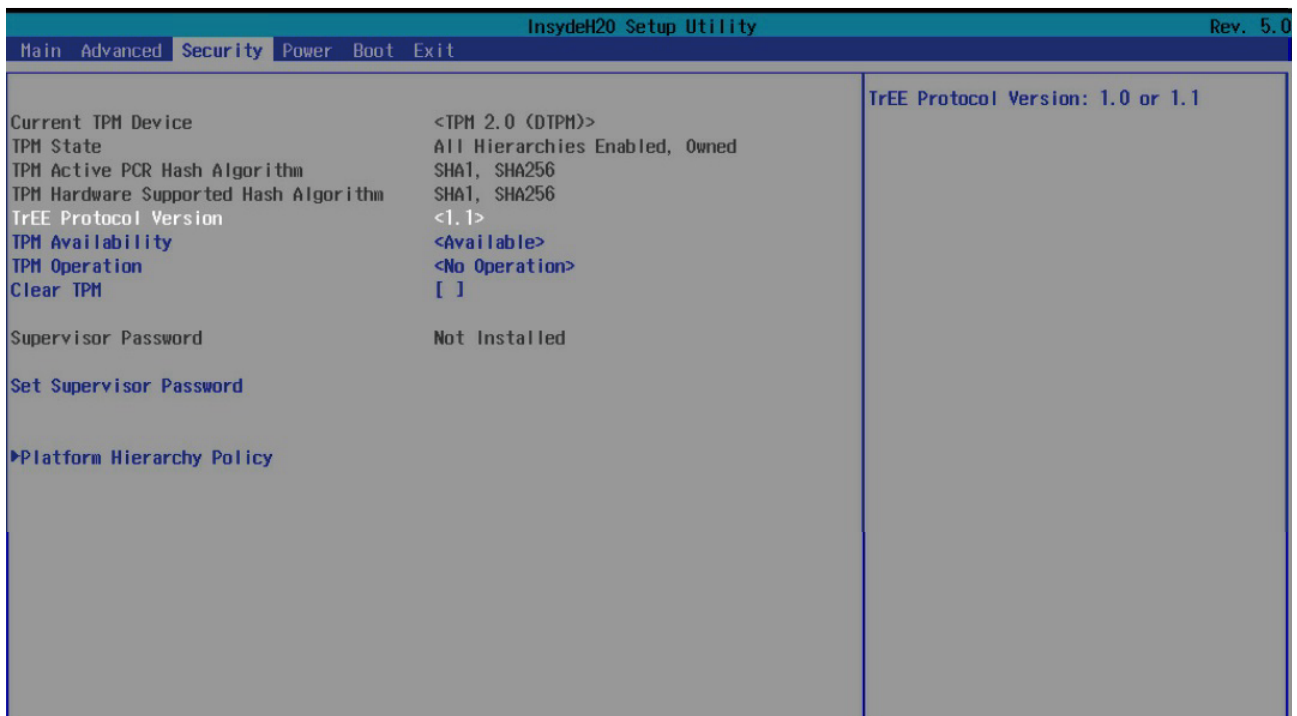 InsydeH2O Setup Utility Rev. 5.0
Main Advanced Security Power Boot Exit
TrEE Protocol Version: 1.0 or 1.1
Current TPM Device <TPM 2.0 (DTPM)>
TPM State All Hierarchies Enabled, Owned
TPM Active PCR Hash Algorithm SHA1, SHA256
TPM Hardware Supported Hash Algorithm SHA1, SHA256
TrEE Protocol Version <1.1>
TPM Availability <Available>
TPM Operation <No Operation>
Clear TPM [ ]
Supervisor Password Not Installed
Set Supervisor Password
▶Platform Hierarchy Policy